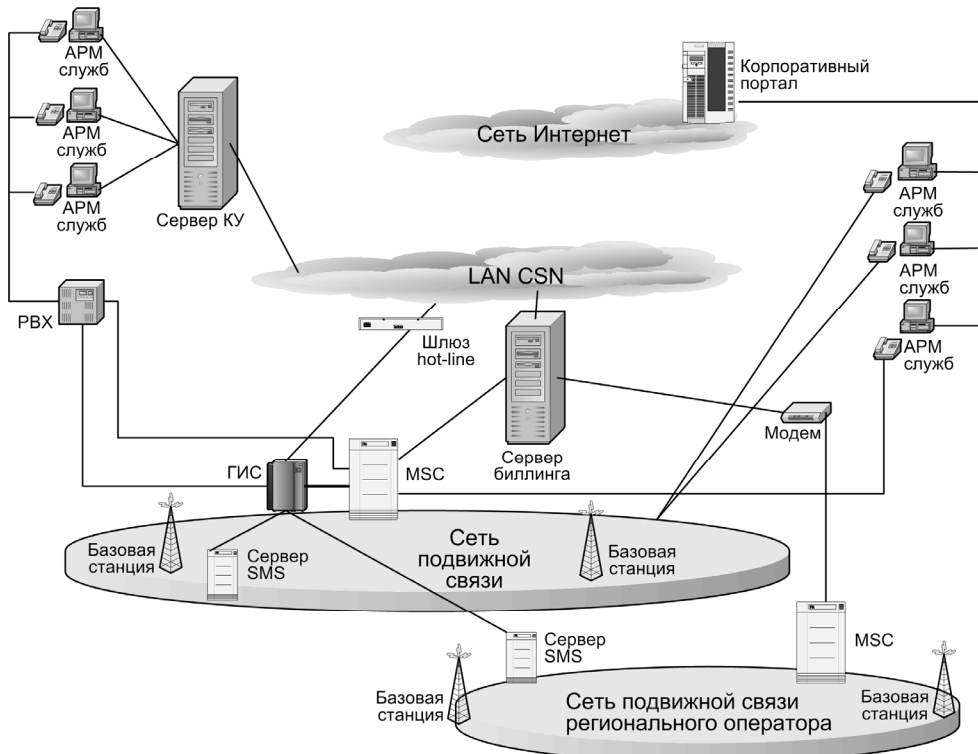 АРМ
служб
АРМ
служб
АРМ
служб
Сервер КУ
Корпоративный
портал
Сеть Интернет
АРМ
служб
АРМ
служб
АРМ
служб
LAN CSN
PBX
Шлюз
hot-line
Модем
Сервер
биллинга
ГИС
MSC
Базовая
станция
Сервер
SMS
Сеть
подвижной
связи
Базовая
станция
Сервер
SMS
MSC
Базовая
станция
Сеть подвижной связи
регионального оператора
Базовая
станция